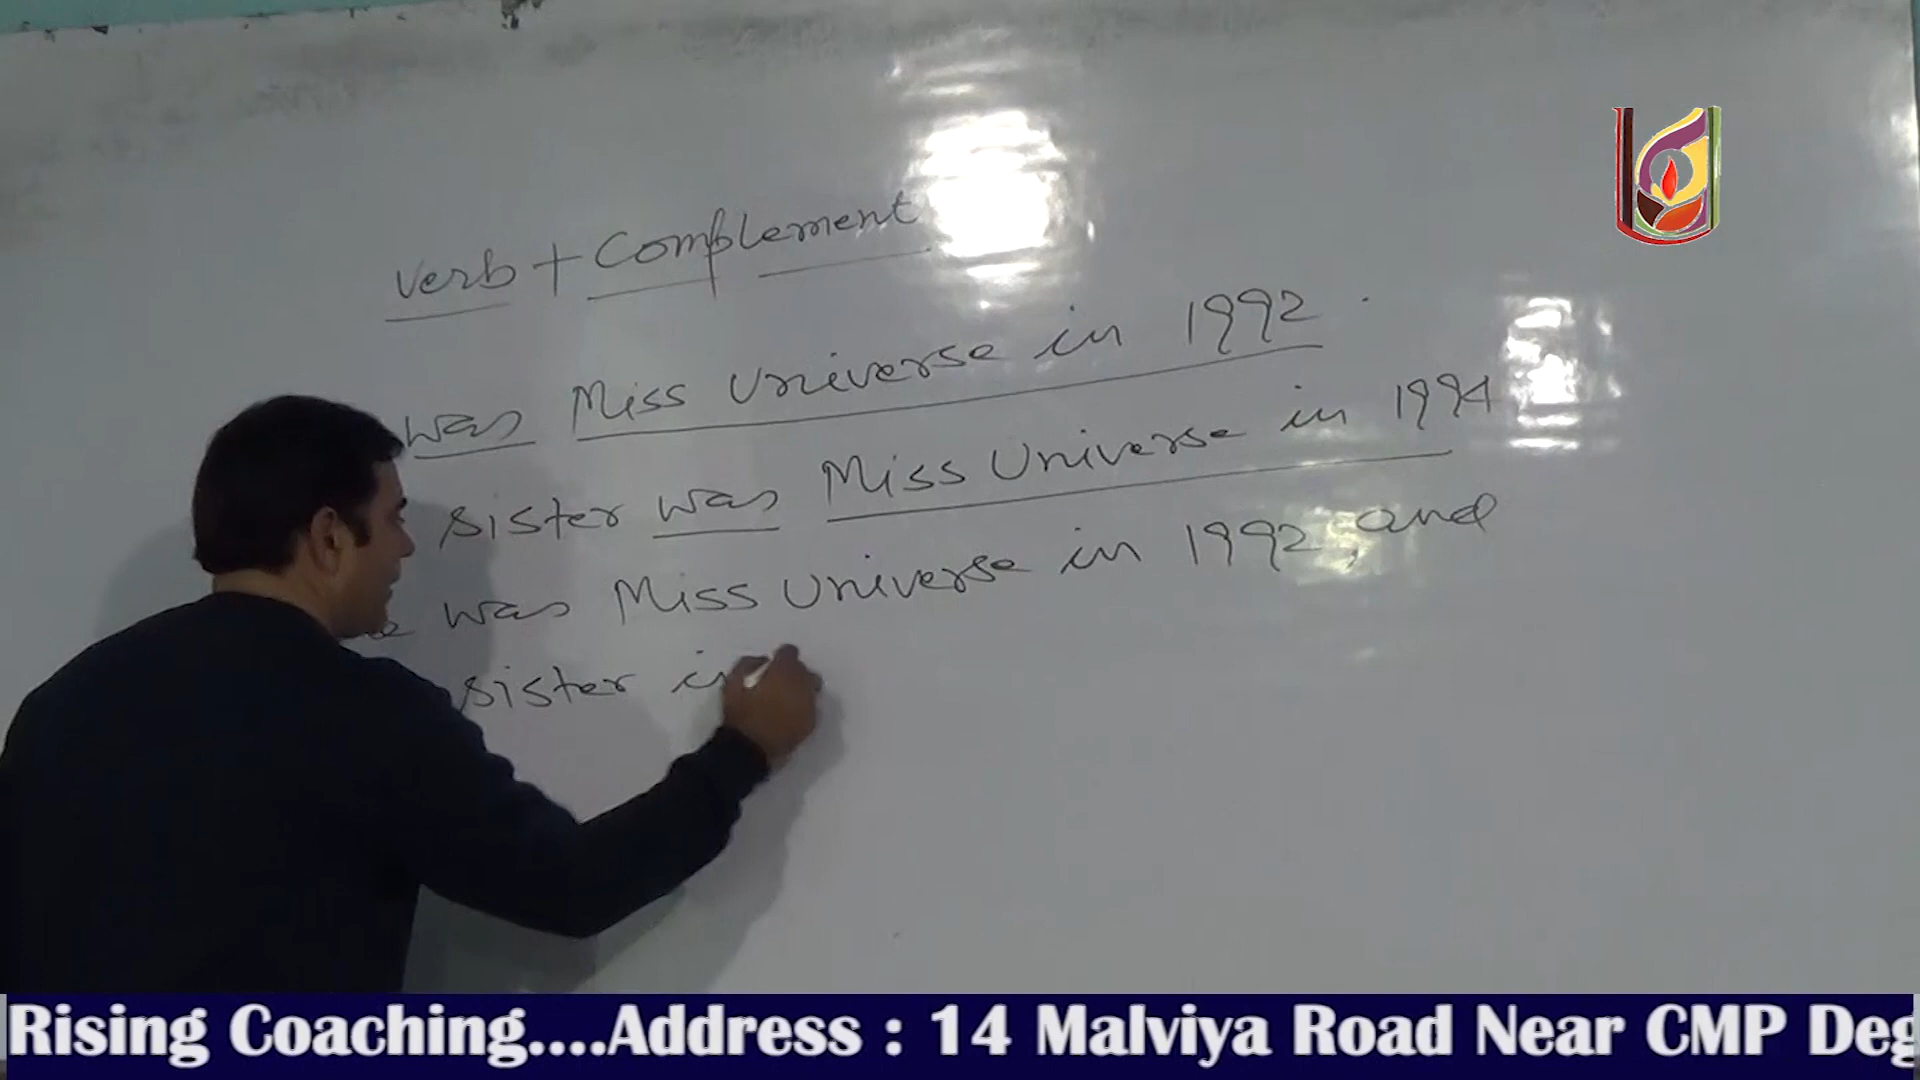 verb + Complement
was Miss Universe in 1992.
sister was Miss Universe in 1994
was Miss Universe in 1992, and
sister in
Rising Coaching....Address : 14 Malviya Road Near CMP Deg